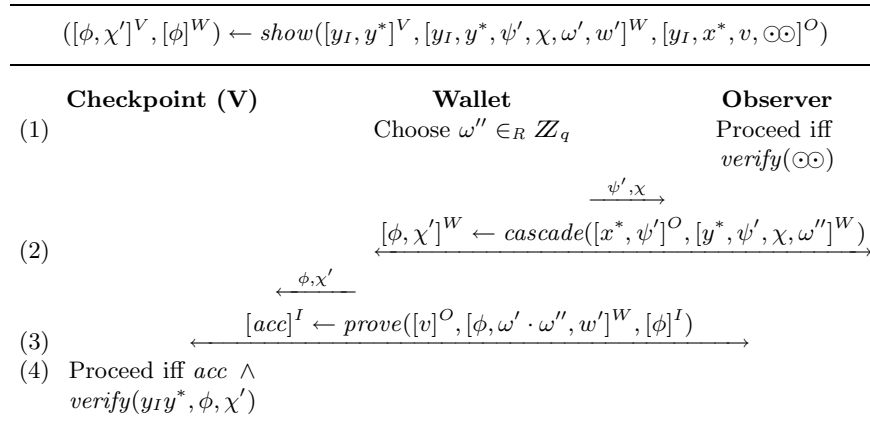 ([ϕ, χ′]^V, [ϕ]^W) ← show([y_I, y*]^V, [y_I, y*, ψ′, χ, ω′, w′]^W, [y_I, x*, v, ⊙⊙]^O)
Checkpoint (V) Wallet Observer
(1) Choose ω″ ∈_R ℤ_q Proceed iff
verify(⊙⊙)
ψ′,χ
(2) [ϕ, χ′]^W ← cascade([x*, ψ′]^O, [y*, ψ′, χ, ω″]^W)
ϕ,χ′
(3) [acc]^I ← prove([v]^O, [ϕ, ω′ · ω″, w′]^W, [ϕ]^I)
(4) Proceed iff acc ∧
verify(y_I y*, ϕ, χ′)